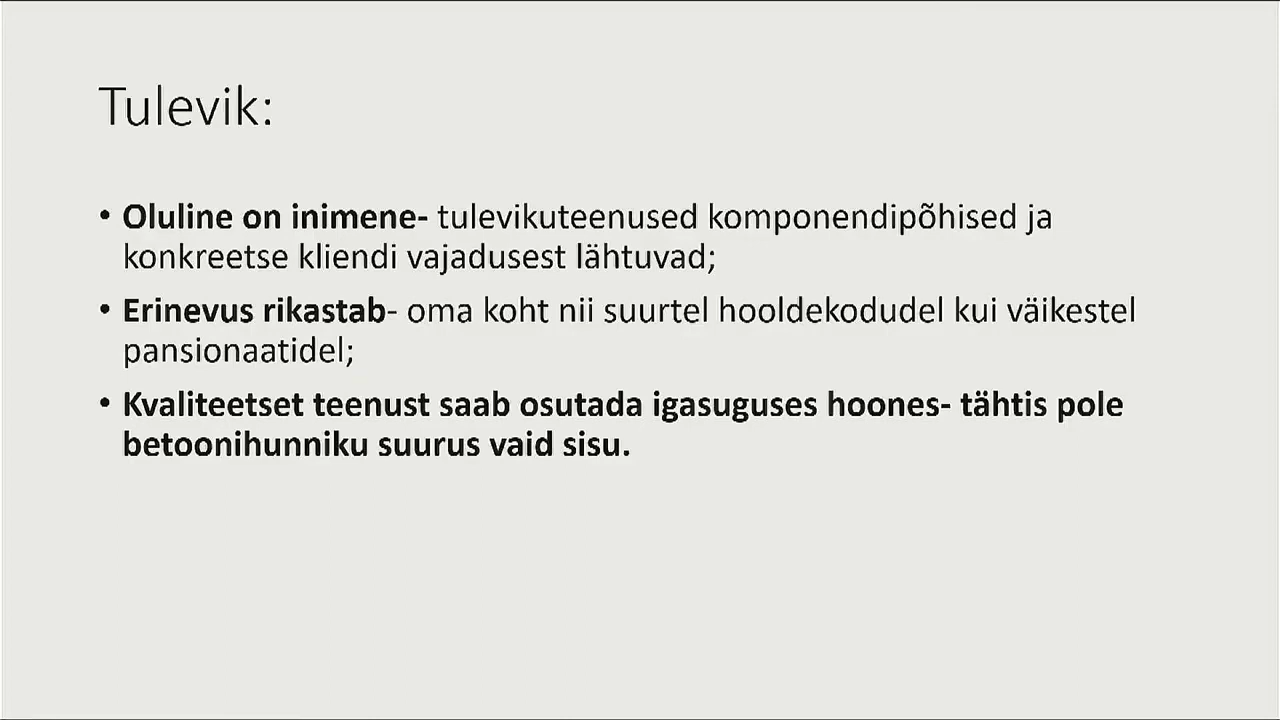 Tulevik:
• Oluline on inimene- tulevikuteenused komponendipõhised ja
konkreetse kliendi vajadusest lähtuvad;
• Erinevus rikastab- oma koht nii suurtel hooldekodudel kui väikestel
pansionaatidel;
• Kvaliteetset teenust saab osutada igasuguses hoones- tähtis pole
betoonihunniku suurus vaid sisu.